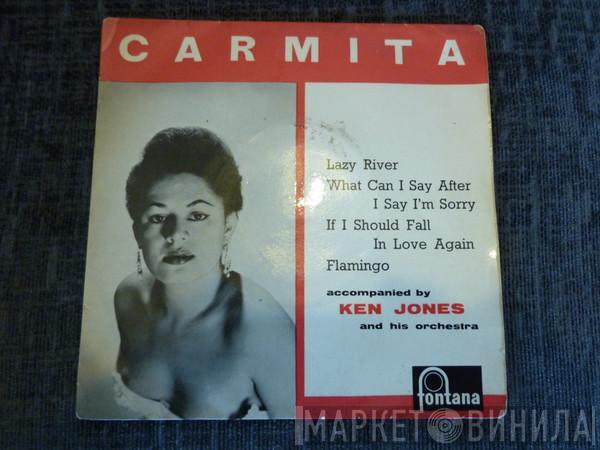 CARMITA
Lazy River
What Can I Say After
I Say I'm Sorry
If I Should Fall
In Love Again
Flamingo
accompanied by
KEN JONES
and his orchestra
fontana
МАРКЕТ ВИНИЛА